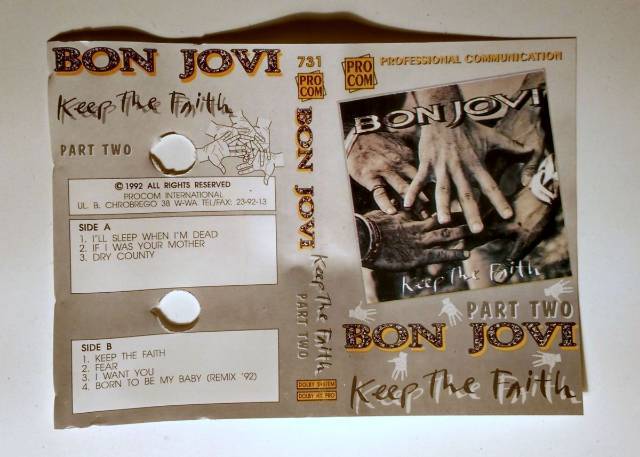 BON JOVI
Keep The Faith
PART TWO
© 1992 ALL RIGHTS RESERVED
PROCOM INTERNATIONAL
UL. B. CHROBREGO 38 W-WA TEL/FAX: 23-92-13
SIDE A
1. I'LL SLEEP WHEN I'M DEAD
2. IF I WAS YOUR MOTHER
3. DRY COUNTY
SIDE B
1. KEEP THE FAITH
2. FEAR
3. I WANT YOU
4. BORN TO BE MY BABY (REMIX '92)
731
PRO
COM
BON JOVI
Keep The Faith
PART TWO
DOLBY SYSTEM
DOLBY HX PRO
PRO
COM
PROFESSIONAL COMMUNICATION
BON JOVI
Keep The Faith
PART TWO
BON JOVI
Keep The Faith